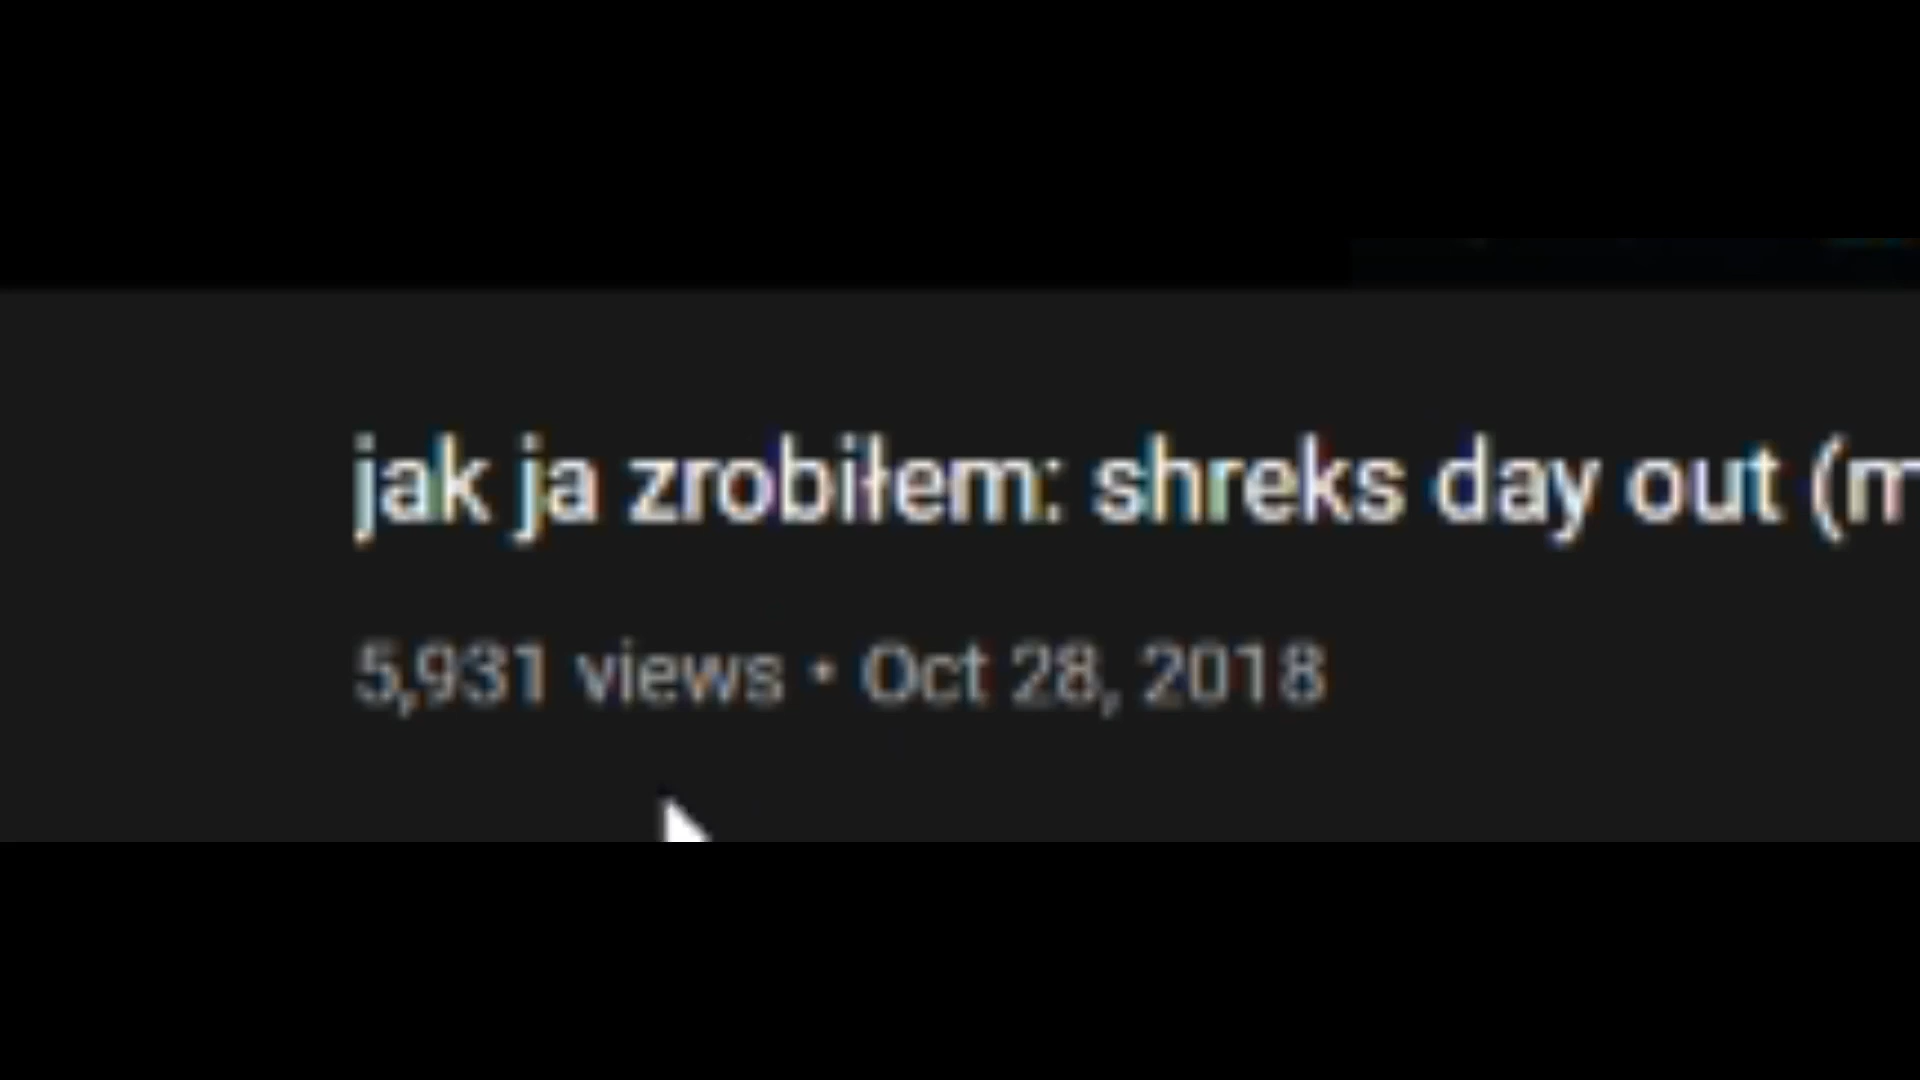 jak ja zrobiłem: shreks day out (m
5,931 views • Oct 28, 2018